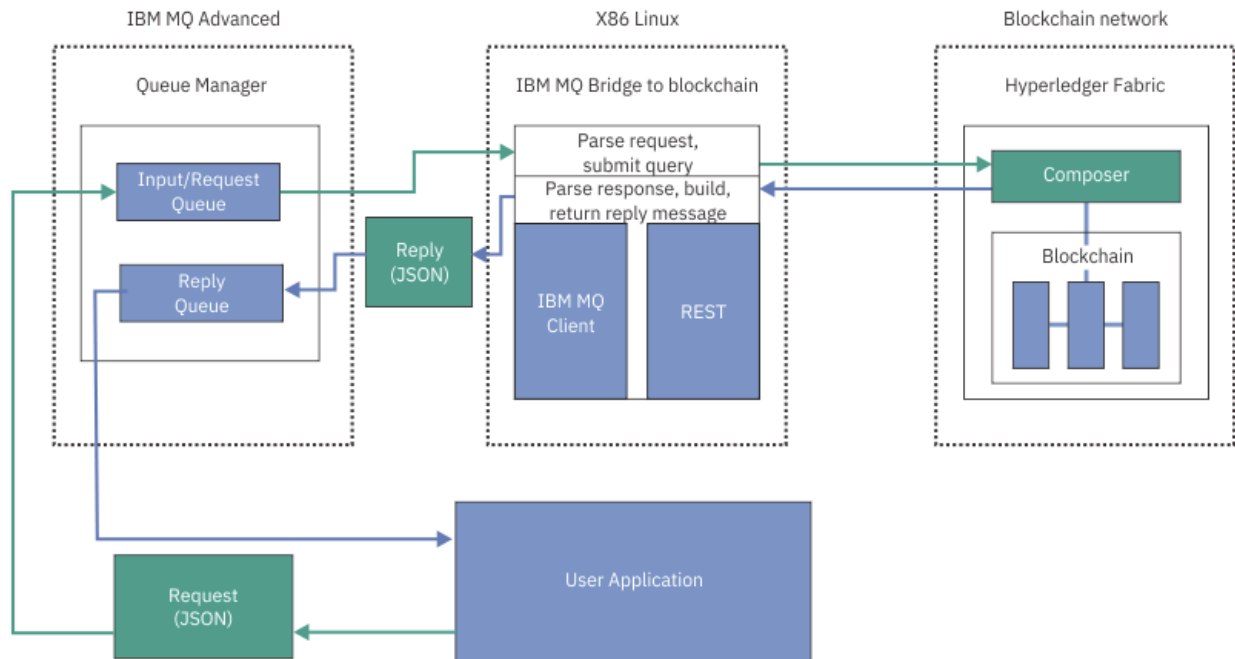 IBM MQ Advanced
X86 Linux
Blockchain network
Queue Manager
IBM MQ Bridge to blockchain
Hyperledger Fabric
Input/Request
Queue
Parse request,
submit query
Parse response, build,
return reply message
Composer
Reply
(JSON)
Reply
Queue
IBM MQ
Client
REST
Blockchain
User Application
Request
(JSON)